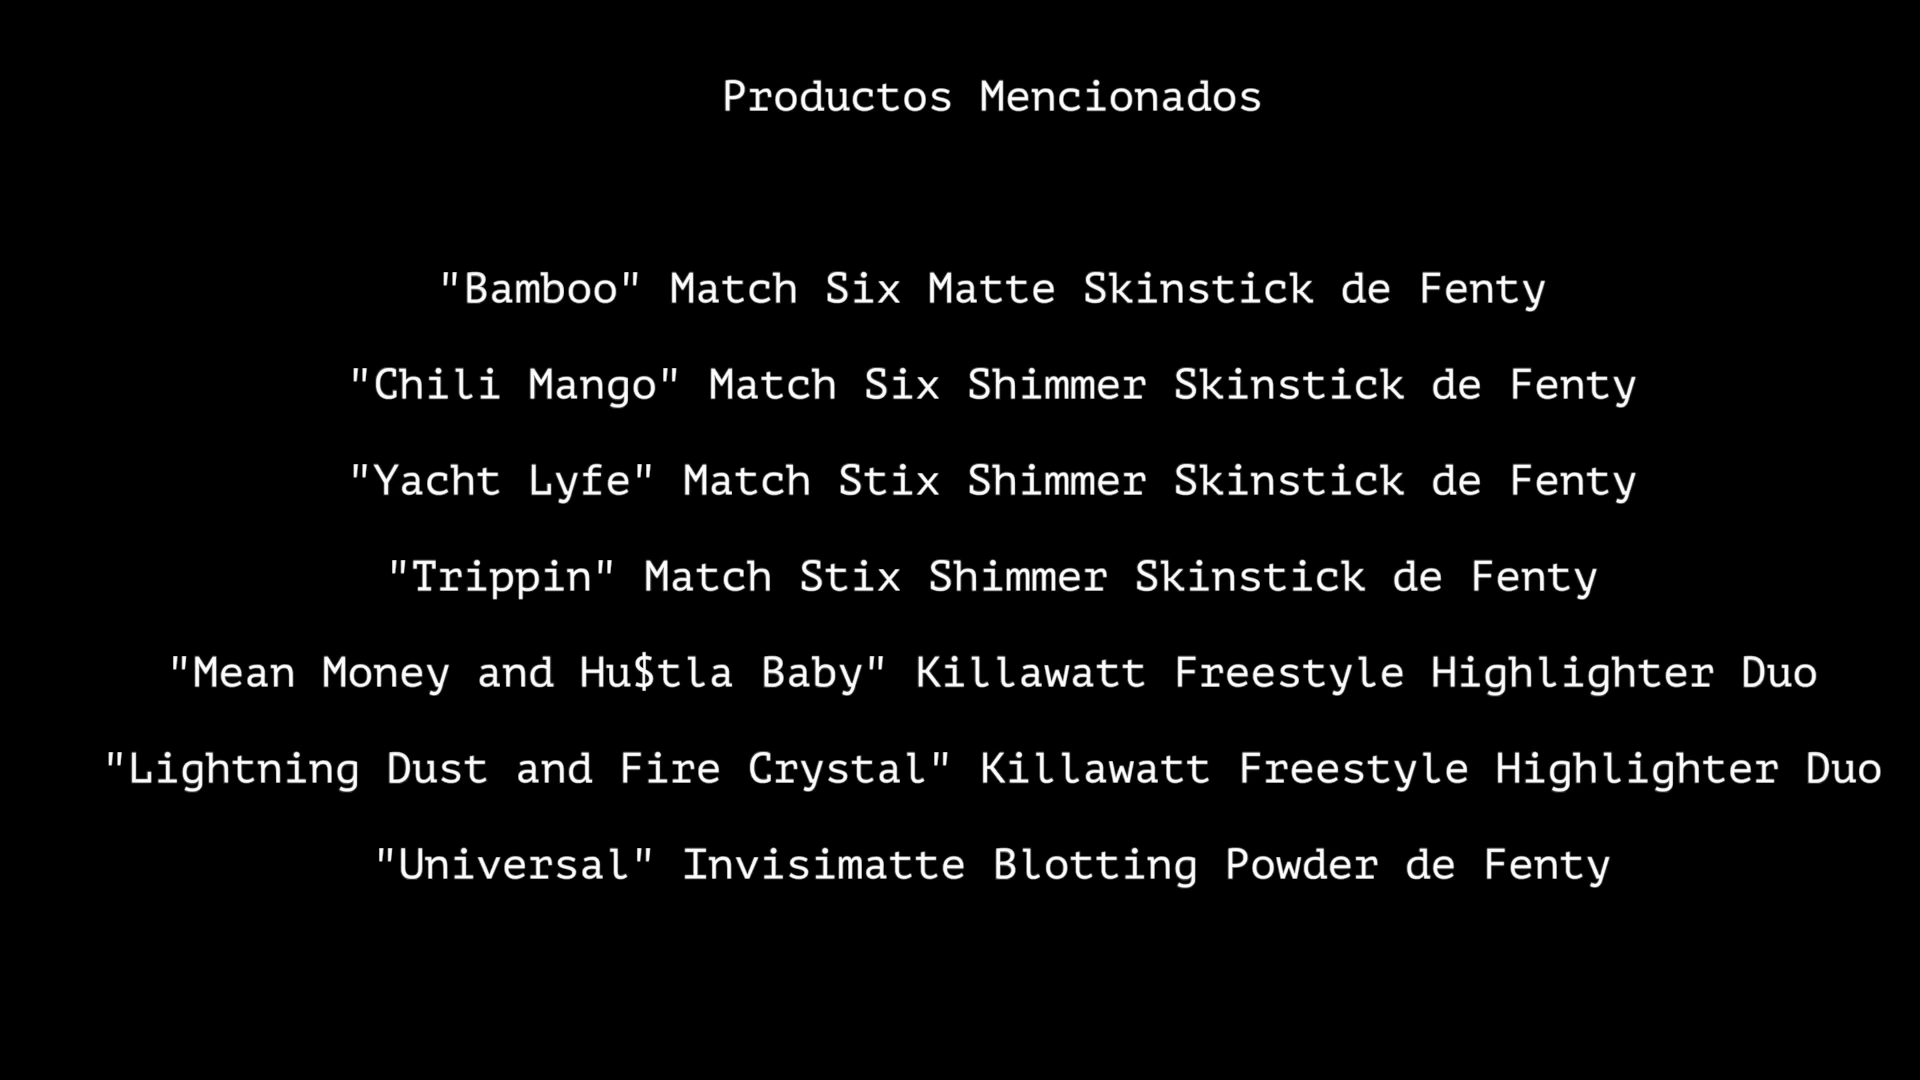 Productos Mencionados
"Bamboo" Match Six Matte Skinstick de Fenty
"Chili Mango" Match Six Shimmer Skinstick de Fenty
"Yacht Lyfe" Match Stix Shimmer Skinstick de Fenty
"Trippin" Match Stix Shimmer Skinstick de Fenty
"Mean Money and Hu$tla Baby" Killawatt Freestyle Highlighter Duo
"Lightning Dust and Fire Crystal" Killawatt Freestyle Highlighter Duo
"Universal" Invisimatte Blotting Powder de Fenty